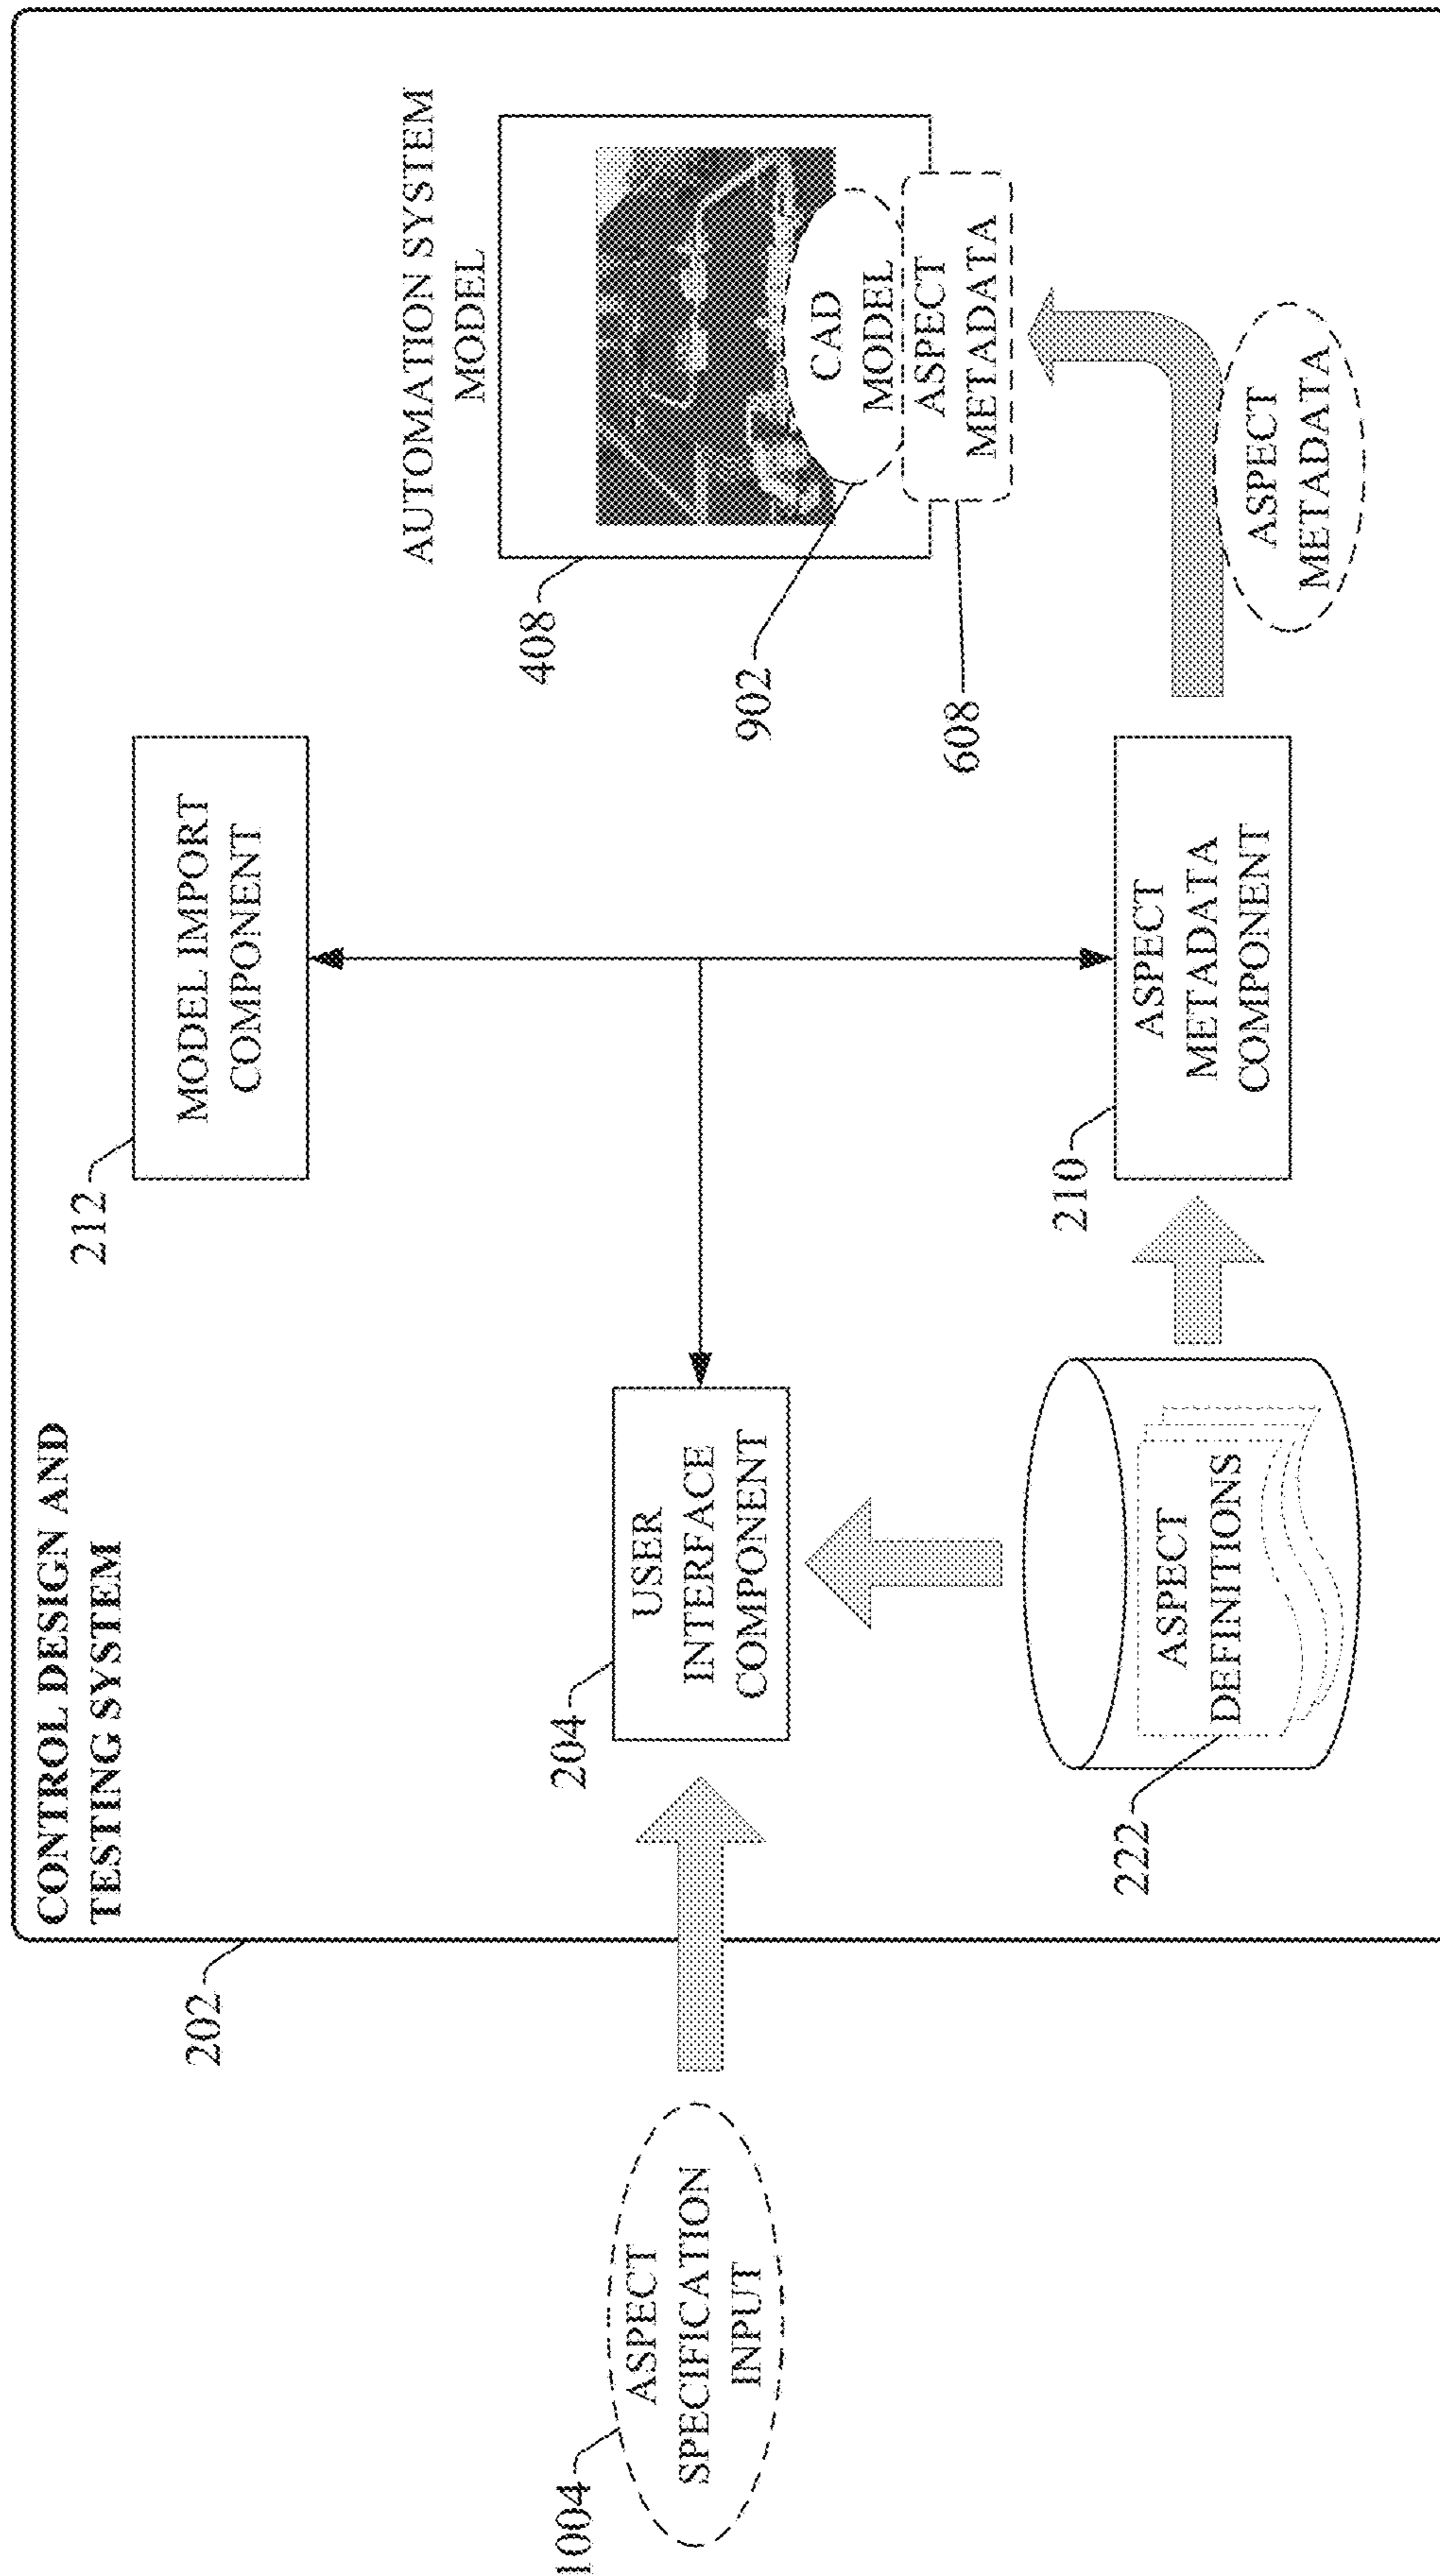 CONTROL DESIGN AND
TESTING SYSTEM
202
212
MODEL IMPORT
COMPONENT
AUTOMATION SYSTEM
MODEL
408
CAD
MODEL
902
ASPECT
METADATA
608
1004
ASPECT
SPECIFICATION
INPUT
204
USER
INTERFACE
COMPONENT
222
ASPECT
DEFINITIONS
210
ASPECT
METADATA
COMPONENT
ASPECT
METADATA